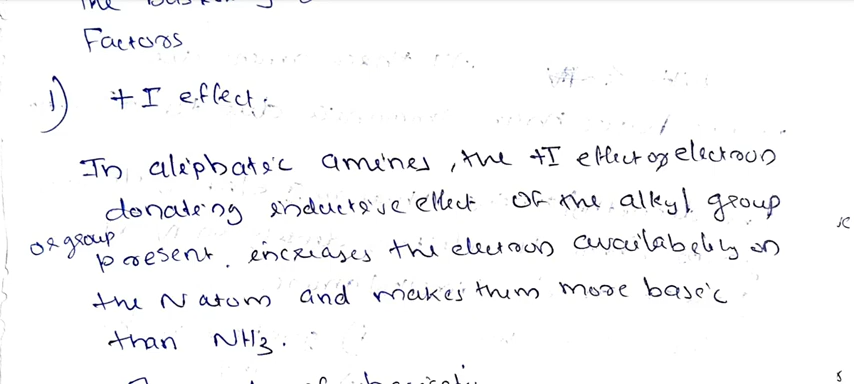 the
Factors
1) + I effect :-
In aliphatic amines, the +I effect or electron
donating inductive effect OF the alkyl group
or group
present. increases the electron availability on
the N atom and makes them more basic
than NH3.